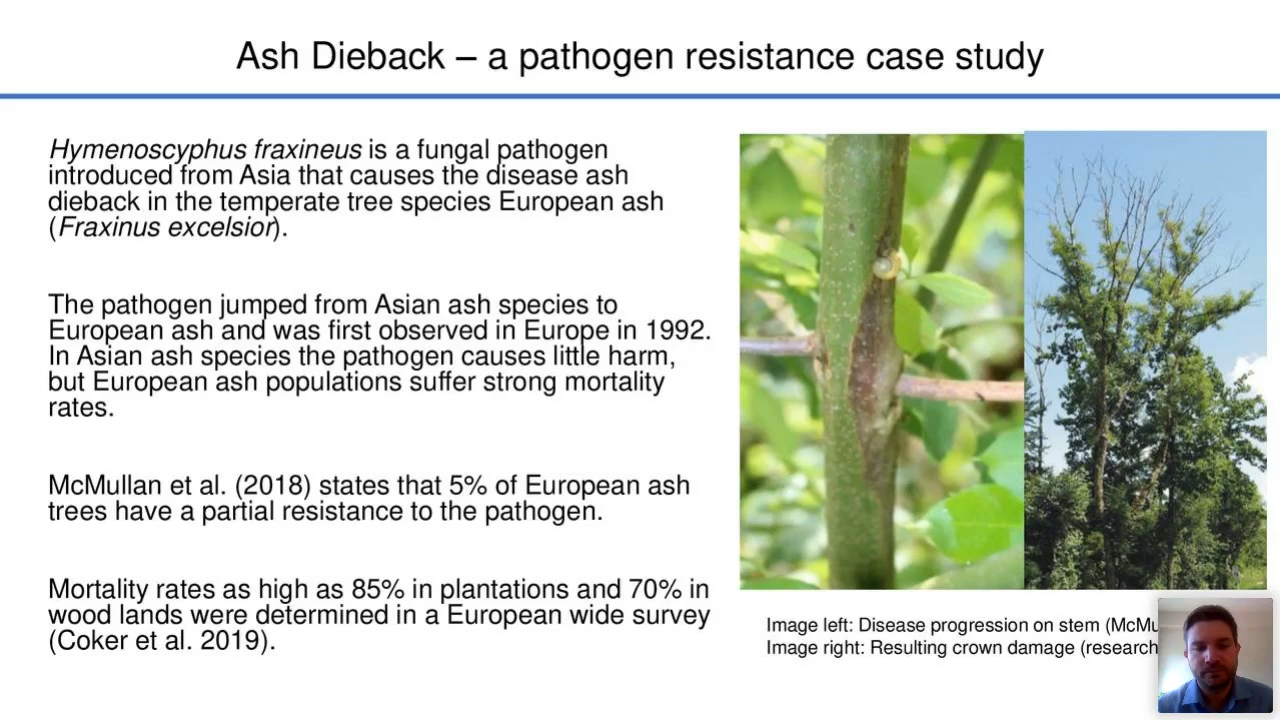 Ash Dieback – a pathogen resistance case study
Hymenoscyphus fraxineus is a fungal pathogen
introduced from Asia that causes the disease ash
dieback in the temperate tree species European ash
(Fraxinus excelsior).
The pathogen jumped from Asian ash species to
European ash and was first observed in Europe in 1992.
In Asian ash species the pathogen causes little harm,
but European ash populations suffer strong mortality
rates.
McMullan et al. (2018) states that 5% of European ash
trees have a partial resistance to the pathogen.
Mortality rates as high as 85% in plantations and 70% in
wood lands were determined in a European wide survey
(Coker et al. 2019).
Image left: Disease progression on stem (McMu
Image right: Resulting crown damage (research